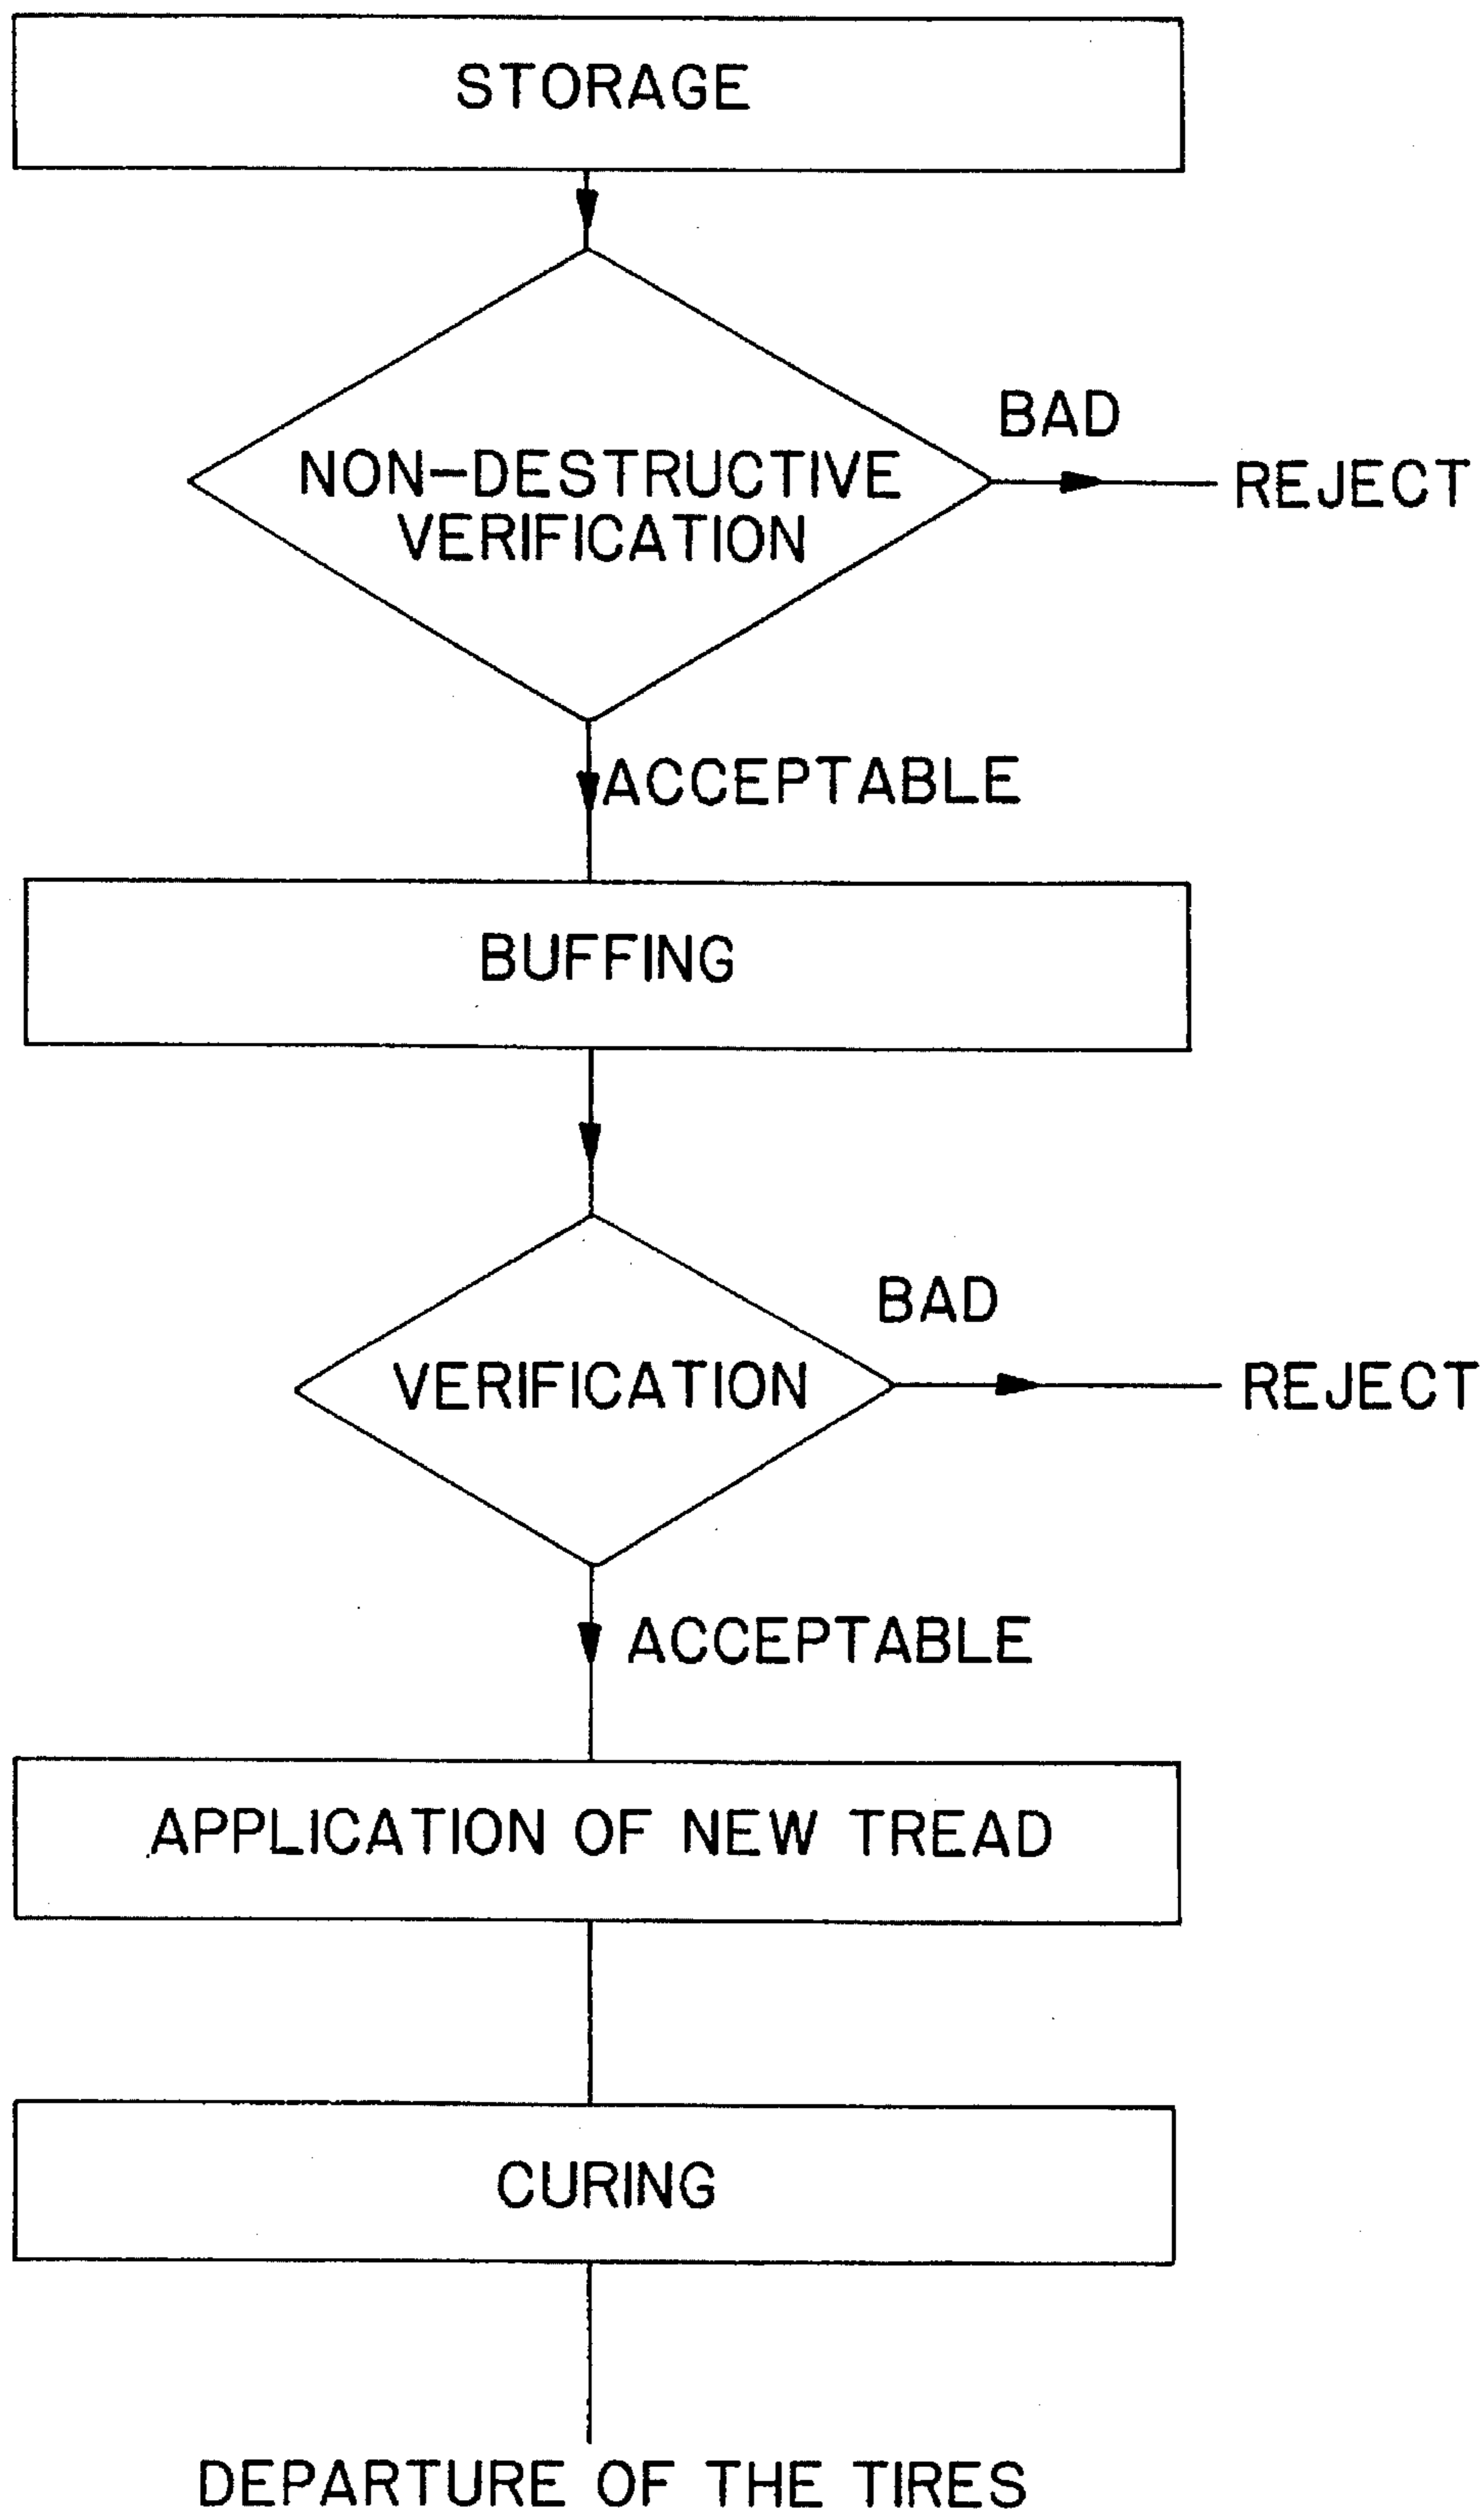 STORAGE
BAD
NON-DESTRUCTIVE
VERIFICATION
REJECT
ACCEPTABLE
BUFFING
BAD
VERIFICATION
REJECT
ACCEPTABLE
APPLICATION OF NEW TREAD
CURING
DEPARTURE OF THE TIRES